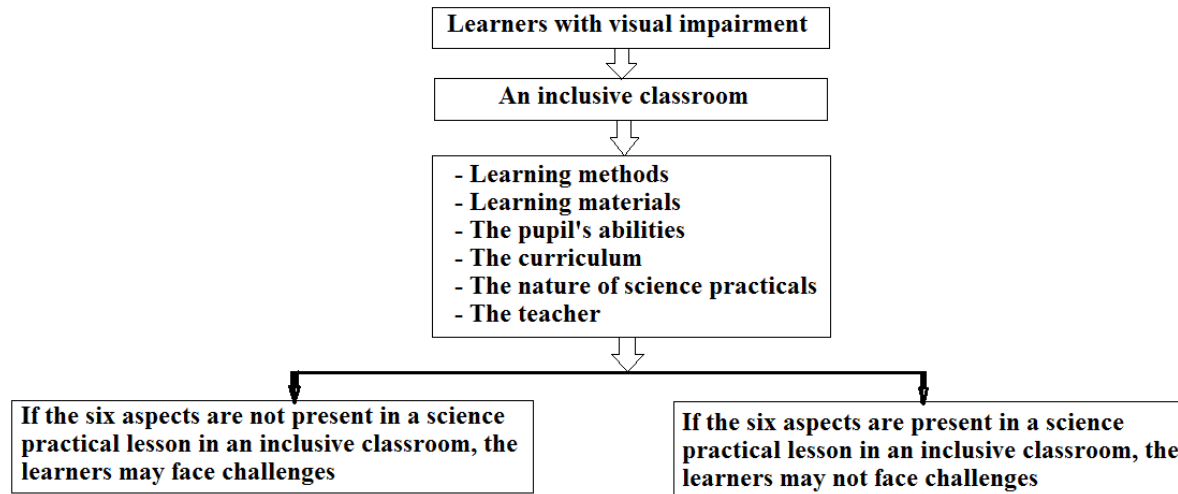 Learners with visual impairment
An inclusive classroom
- Learning methods
- Learning materials
- The pupil's abilities
- The curriculum
- The nature of science practicals
- The teacher
If the six aspects are not present in a science
practical lesson in an inclusive classroom, the
learners may face challenges
If the six aspects are present in a science
practical lesson in an inclusive classroom, the
learners may not face challenges